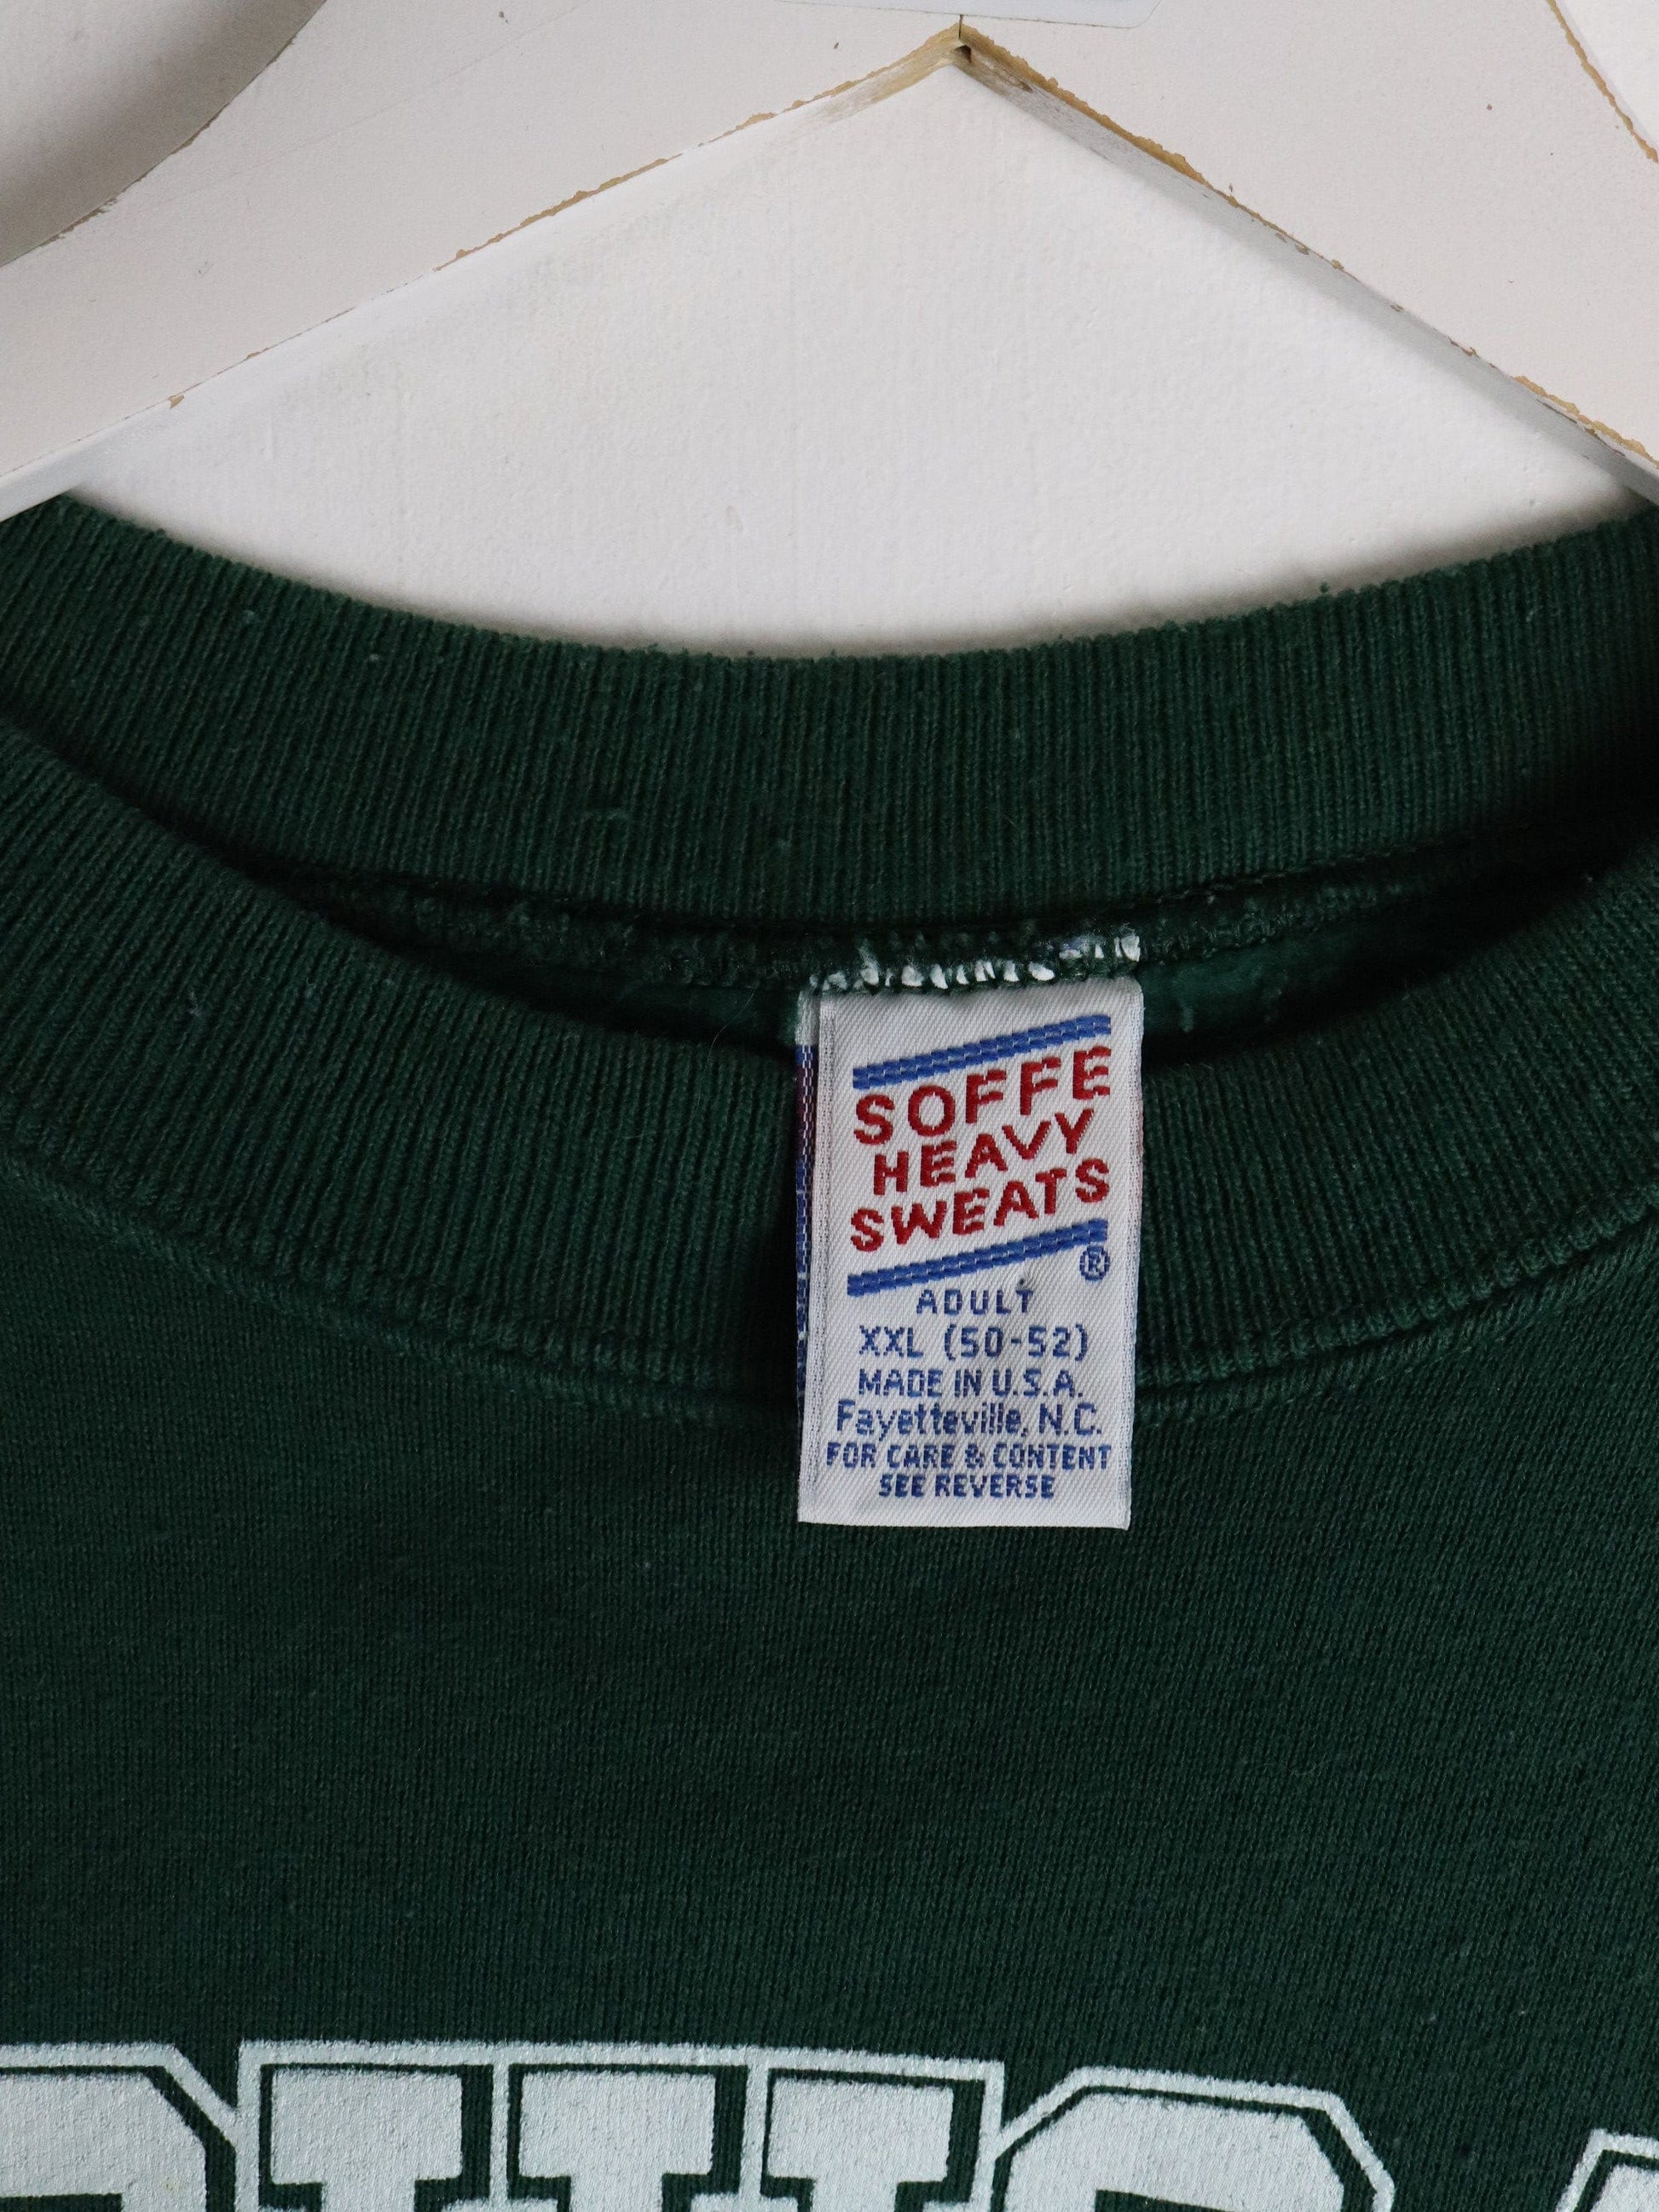 SOFFE
HEAVY
SWEATS
®
ADULT
XXL (50-52)
MADE IN U.S.A.
Fayetteville, N.C.
FOR CARE & CONTENT
SEE REVERSE